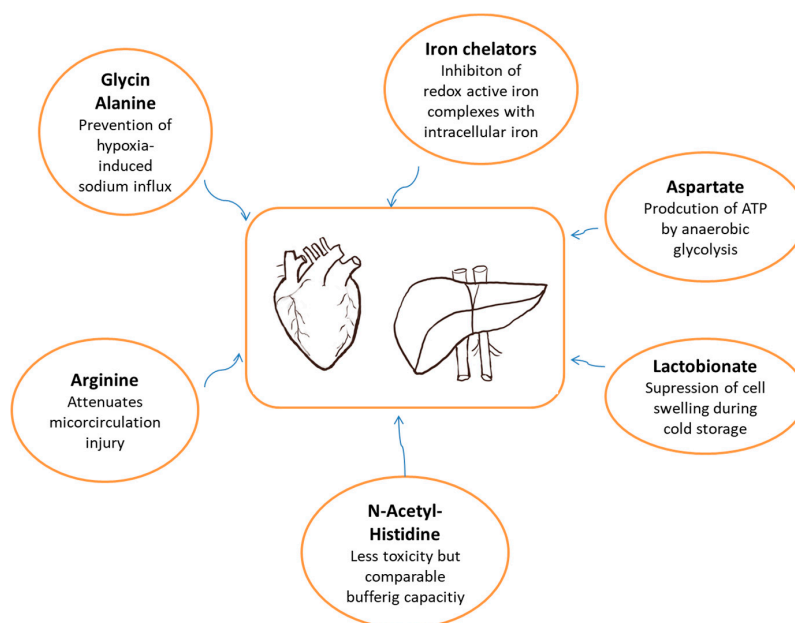 Glycin
Alanine
Prevention of
hypoxia-
induced
sodium influx
Iron chelators
Inhibiton of
redox active iron
complexes with
intracellular iron
Aspartate
Prodcution of ATP
by anaerobic
glycolysis
Arginine
Attenuates
micorcirculation
injury
Lactobionate
Supression of cell
swelling during
cold storage
N-Acetyl-
Histidine
Less toxicity but
comparable
bufferig capacitiy